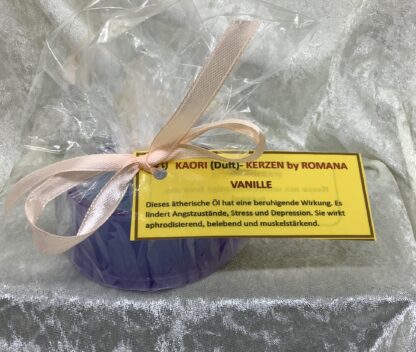 KAORI (Duft)- KERZEN by ROMANA
VANILLE
Dieses ätherische Öl hat eine beruhigende Wirkung. Es
lindert Angstzustände, Stress und Depression. Sie wirkt
aphrodisierend, belebend und muskelstärkend.